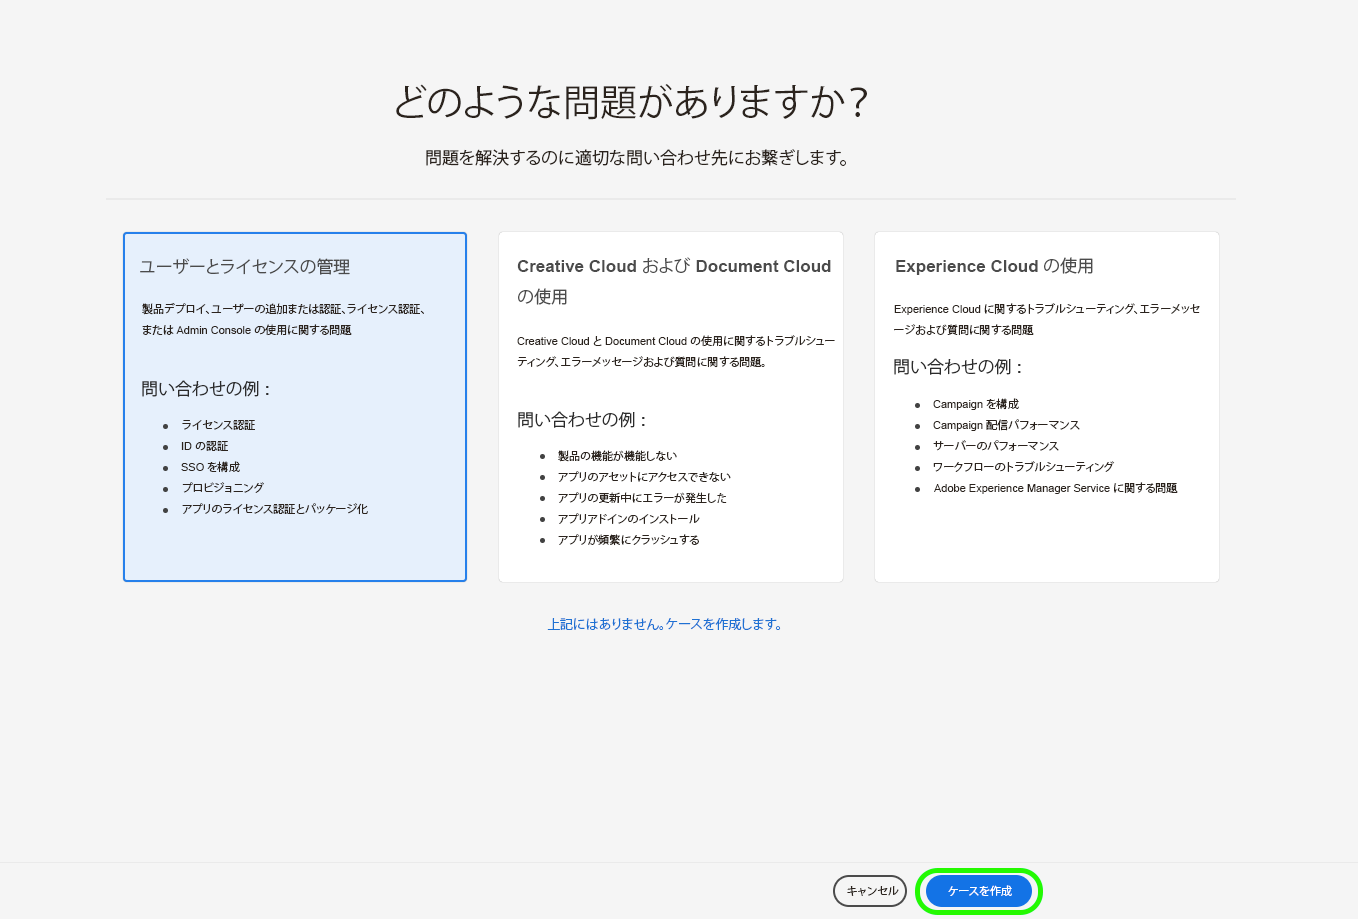 どのような問題がありますか?
問題を解決するのに適切な問い合わせ先にお繋ぎします。
ユーザーとライセンスの管理
製品デプロイ、ユーザーの追加または認証、ライセンス認証、
または Admin Console の使用に関する問題
問い合わせの例 :
ライセンス認証
ID の認証
SSO を構成
プロビジョ二ング
アプリのライセンス認証とパッケージ化
Creative Cloud および Document Cloud
の使用
Creative Cloud と Document Cloud の使用に関するトラブルシュー
ティング、エラーメッセージおよび質問に関する問題。
問い合わせの例 :
製品の機能が機能しない
アプリのアセットにアクセスできない
アプリの更新中にエラーが発生した
アプリアドインのインストール
アプリが頻繁にクラッシュする
Experience Cloud の使用
Experience Cloud に関するトラブルシューティング、エラーメッセ
ージおよび質問に関する問題
問い合わせの例 :
Campaign を構成
Campaign 配信パフォーマンス
サーバーのパフォーマンス
ワークフローのトラブルシューティング
Adobe Experience Manager Service に関する問題
上記にはありません。ケースを作成します。
キャンセル
ケースを作成